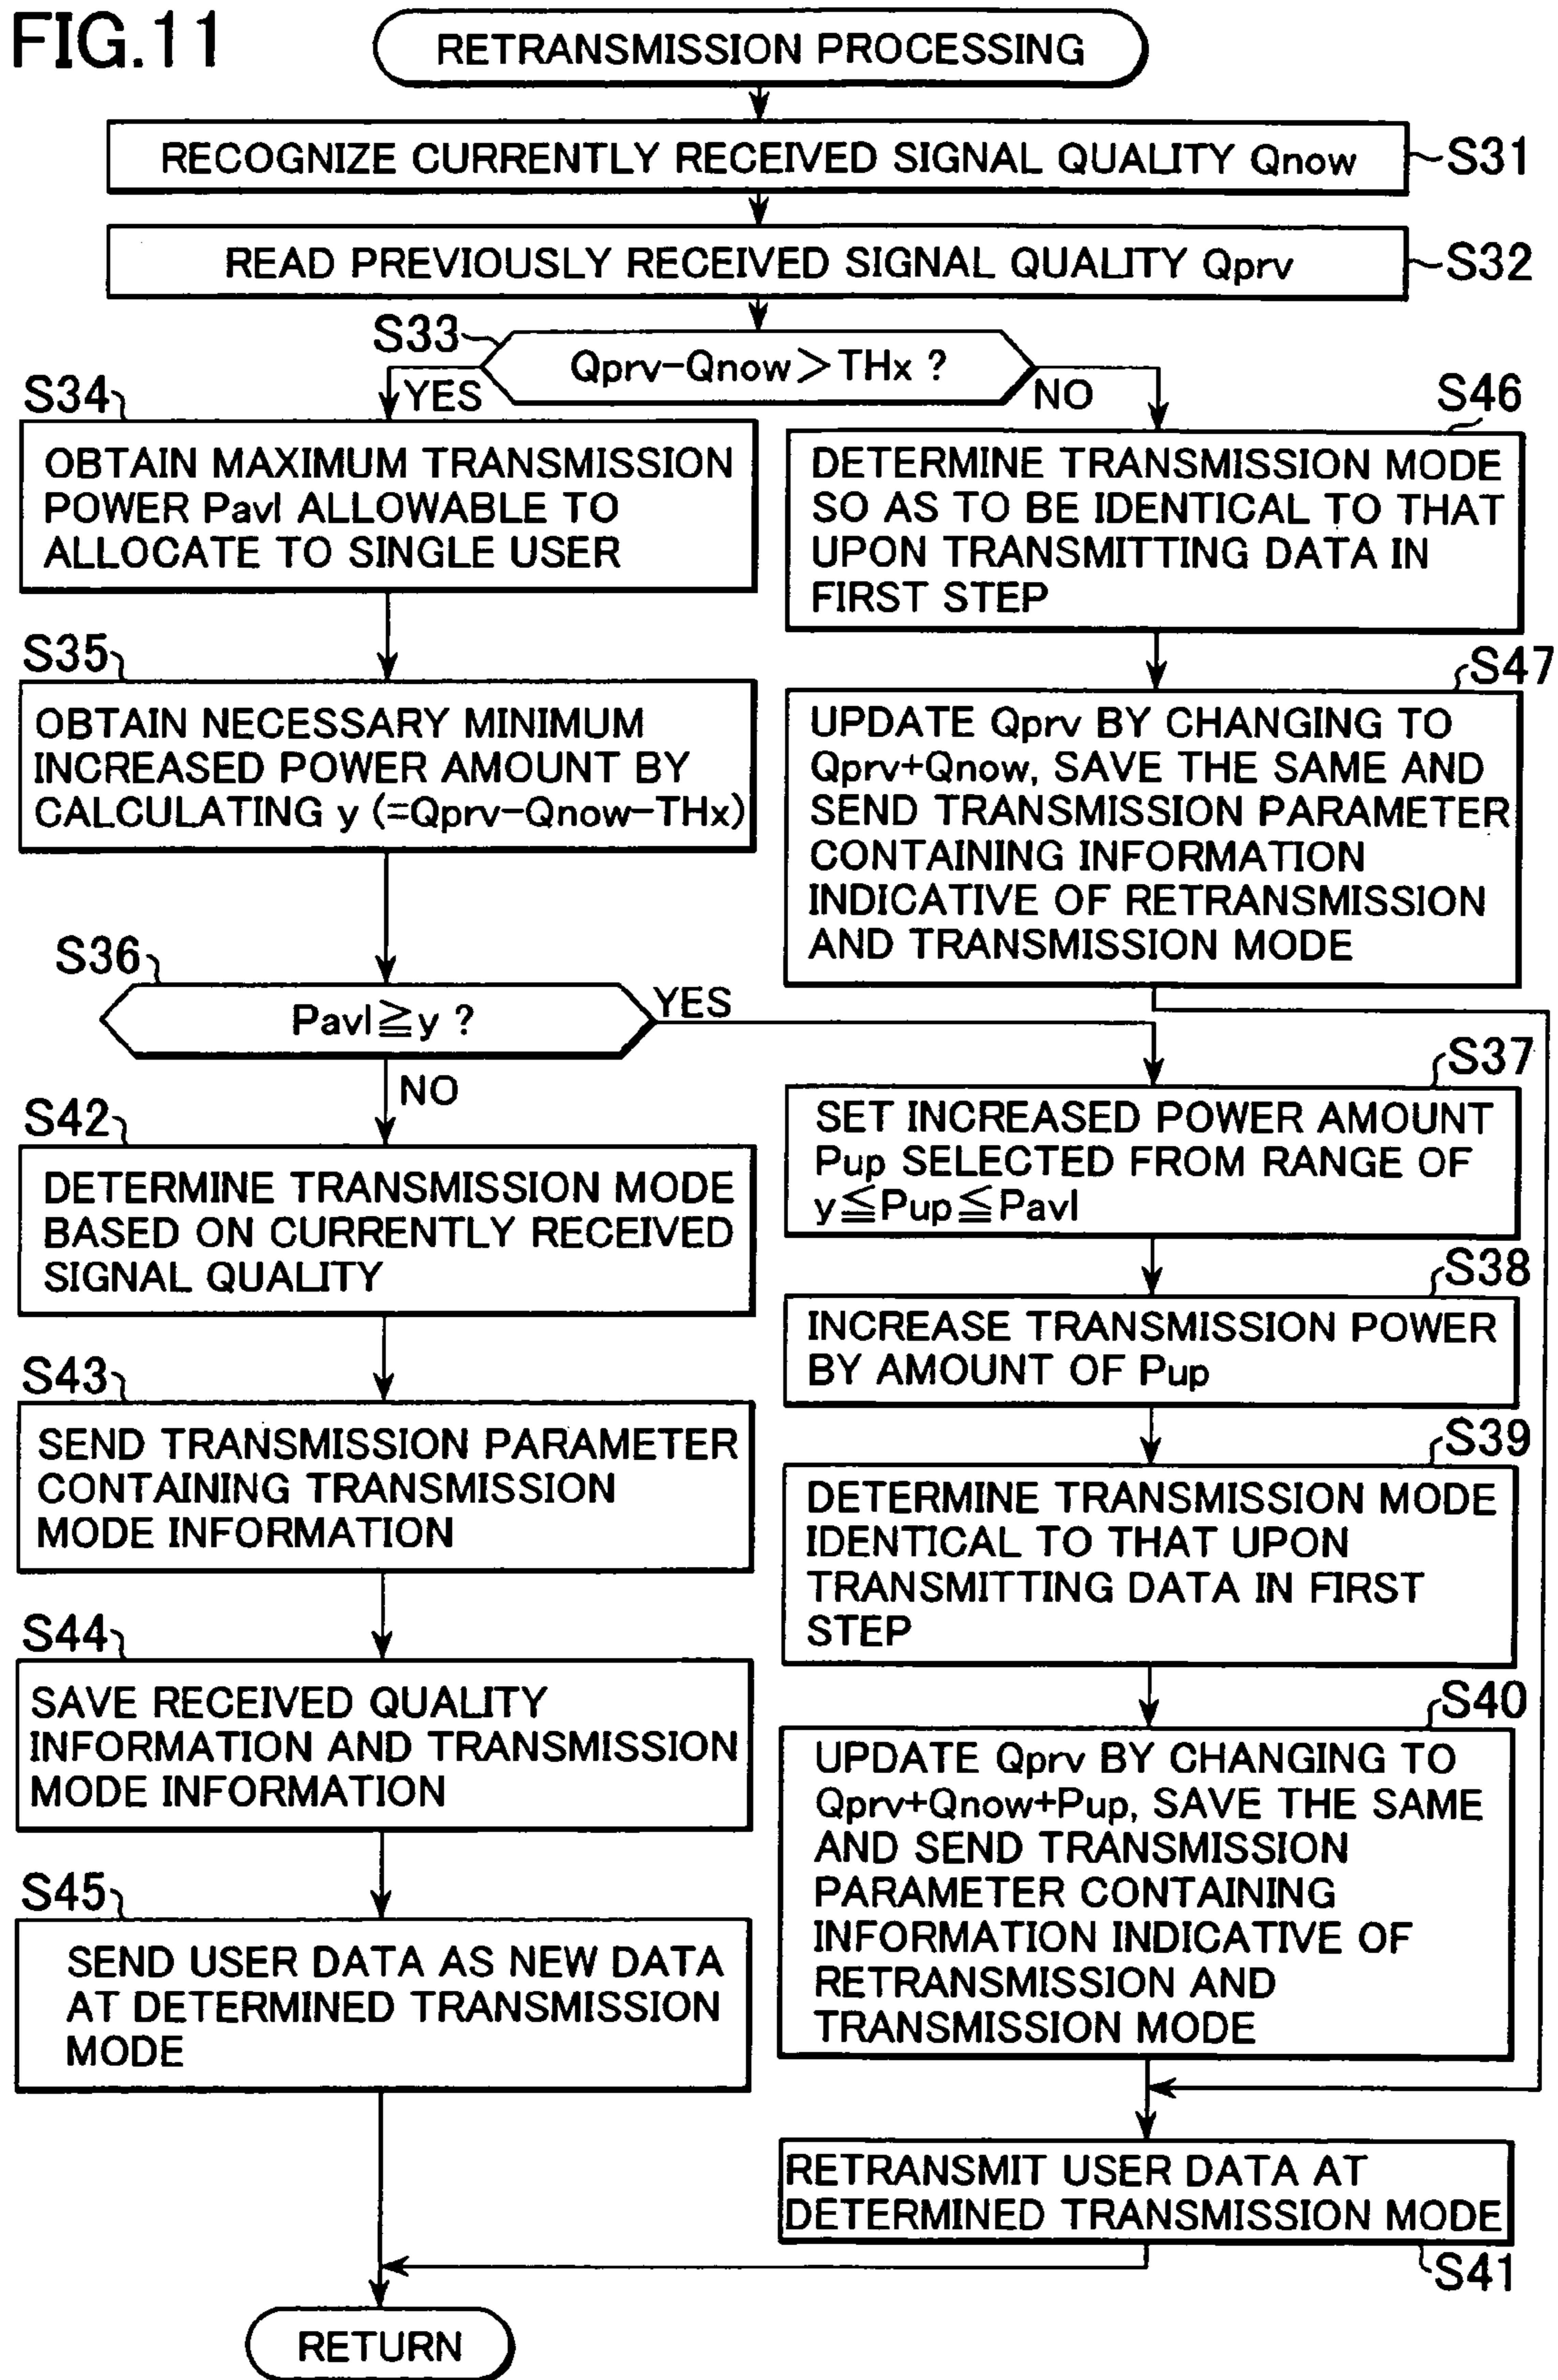 FIG.11
RETRANSMISSION PROCESSING
RECOGNIZE CURRENTLY RECEIVED SIGNAL QUALITY Qnow
S31
READ PREVIOUSLY RECEIVED SIGNAL QUALITY Qprv
S32
S33
Qprv-Qnow>THx ?
YES
NO
S34
OBTAIN MAXIMUM TRANSMISSION
POWER Pavl ALLOWABLE TO
ALLOCATE TO SINGLE USER
S35
OBTAIN NECESSARY MINIMUM
INCREASED POWER AMOUNT BY
CALCULATING y (=Qprv-Qnow-THx)
S36
Pavl≧y ?
YES
NO
S42
DETERMINE TRANSMISSION MODE
BASED ON CURRENTLY RECEIVED
SIGNAL QUALITY
S43
SEND TRANSMISSION PARAMETER
CONTAINING TRANSMISSION
MODE INFORMATION
S44
SAVE RECEIVED QUALITY
INFORMATION AND TRANSMISSION
MODE INFORMATION
S45
SEND USER DATA AS NEW DATA
AT DETERMINED TRANSMISSION
MODE
S46
DETERMINE TRANSMISSION MODE
SO AS TO BE IDENTICAL TO THAT
UPON TRANSMITTING DATA IN
FIRST STEP
S47
UPDATE Qprv BY CHANGING TO
Qprv+Qnow, SAVE THE SAME AND
SEND TRANSMISSION PARAMETER
CONTAINING INFORMATION
INDICATIVE OF RETRANSMISSION
AND TRANSMISSION MODE
S37
SET INCREASED POWER AMOUNT
Pup SELECTED FROM RANGE OF
y≦Pup≦Pavl
S38
INCREASE TRANSMISSION POWER
BY AMOUNT OF Pup
S39
DETERMINE TRANSMISSION MODE
IDENTICAL TO THAT UPON
TRANSMITTING DATA IN FIRST
STEP
S40
UPDATE Qprv BY CHANGING TO
Qprv+Qnow+Pup, SAVE THE SAME
AND SEND TRANSMISSION
PARAMETER CONTAINING
INFORMATION INDICATIVE OF
RETRANSMISSION AND
TRANSMISSION MODE
RETRANSMIT USER DATA AT
DETERMINED TRANSMISSION MODE
S41
RETURN